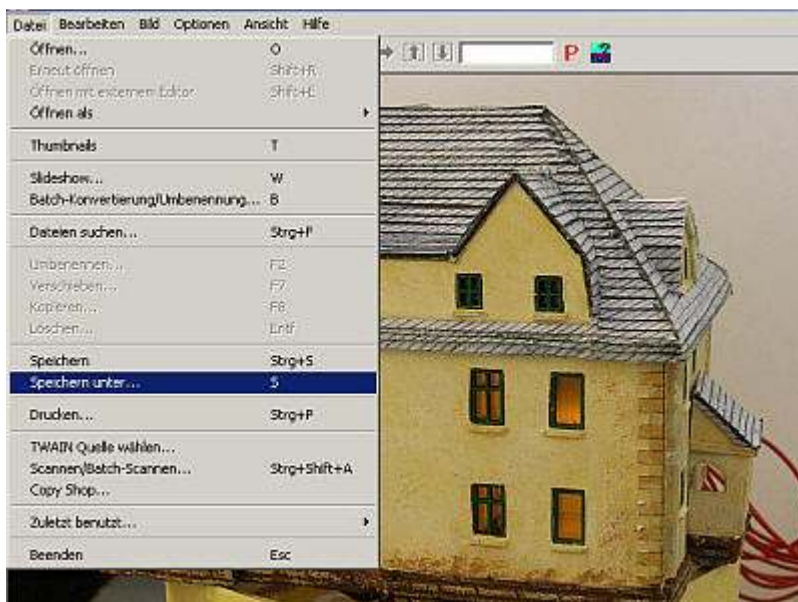 Datei Bearbeiten Bild Optionen Ansicht Hilfe
P
Öffnen... O
Erneut öffnen Shift+R
Öffnen mit externem Editor Shift+E
Öffnen als
Thumbnails T
Slideshow... W
Batch-Konvertierung/Umbenennung... B
Dateien suchen... Strg+F
Umbenennen... F2
Verschieben... F7
Kopieren... F8
Löschen... Entf
Speichern Strg+S
Speichern unter... S
Drucken... Strg+P
TWAIN Quelle wählen...
Scannen/Batch-Scannen... Strg+Shift+A
Copy Shop...
Zuletzt benutzt...
Beenden Esc